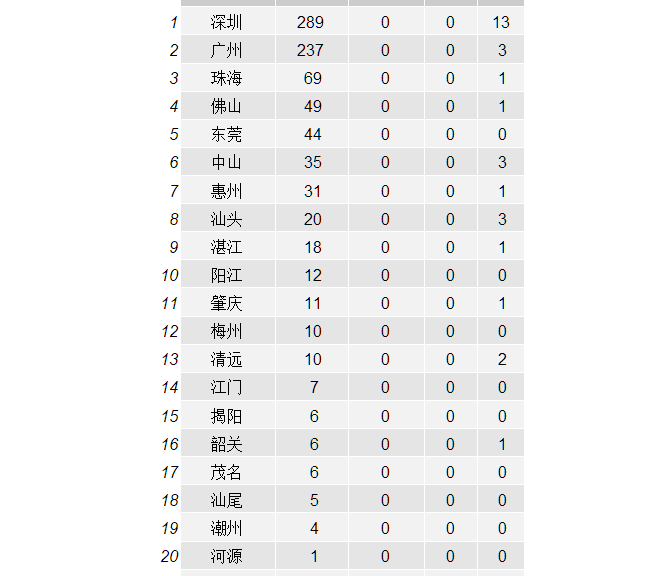 1 深圳 289 0 0 13
2 广州 237 0 0 3
3 珠海 69 0 0 1
4 佛山 49 0 0 1
5 东莞 44 0 0 0
6 中山 35 0 0 3
7 惠州 31 0 0 1
8 汕头 20 0 0 3
9 湛江 18 0 0 1
10 阳江 12 0 0 0
11 肇庆 11 0 0 1
12 梅州 10 0 0 0
13 清远 10 0 0 2
14 江门 7 0 0 0
15 揭阳 6 0 0 0
16 韶关 6 0 0 1
17 茂名 6 0 0 0
18 汕尾 5 0 0 0
19 潮州 4 0 0 0
20 河源 1 0 0 0